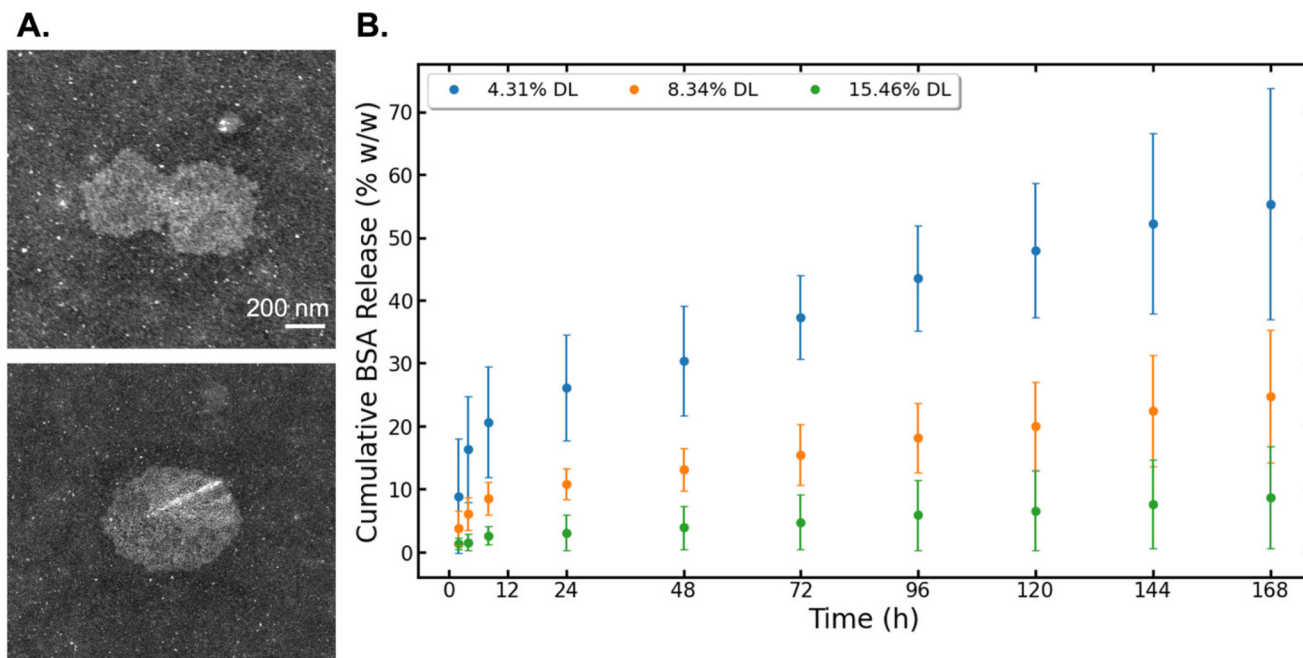 A.
200 nm
B.
4.31% DL 8.34% DL 15.46% DL
Cumulative BSA Release (% w/w)
70
60
50
40
30
20
10
0
0 12 24 48 72 96 120 144 168
Time (h)